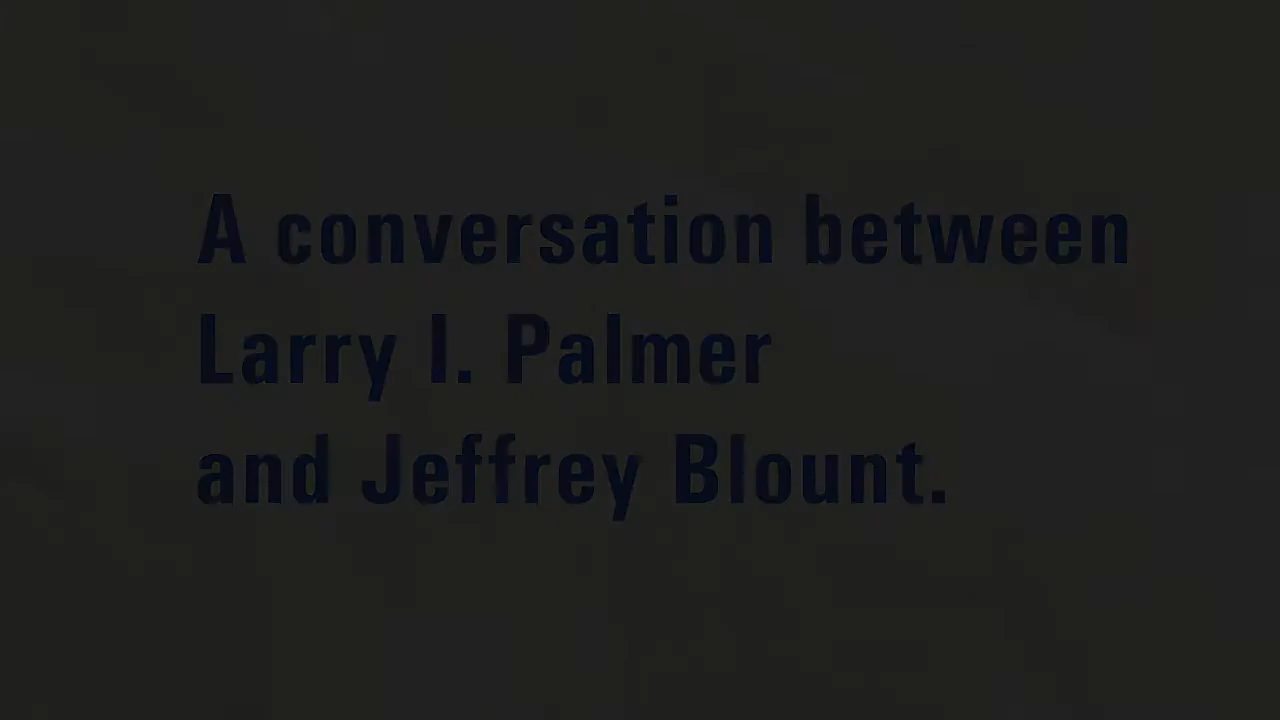 A conversation between
Larry I. Palmer
and Jeffrey Blount.